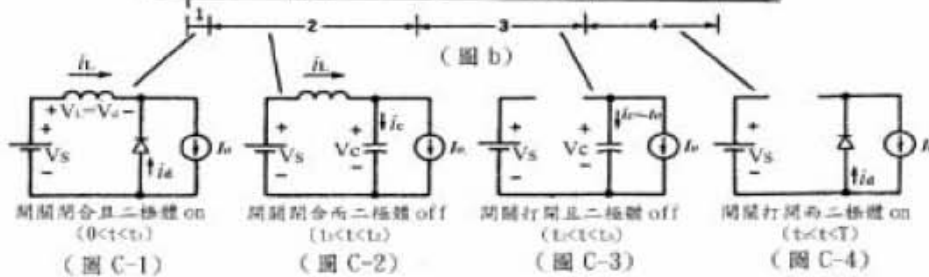 1 2 3 4
(圖 b)
iL iL
+ VL=Vd - ic ic=-Io
+ VS - id Io
+ VS - + VC - Io
+ VS - + VC - Io
+ VS - id
開關閉合且二極體 on 開關閉合而二極體 off 開關打開且二極體 off 開關打開而二極體 on
(0<t<t₁) (t₁<t<t₂) (t₂<t<t₃) (t₃<t<T)
(圖 C-1) (圖 C-2) (圖 C-3) (圖 C-4)